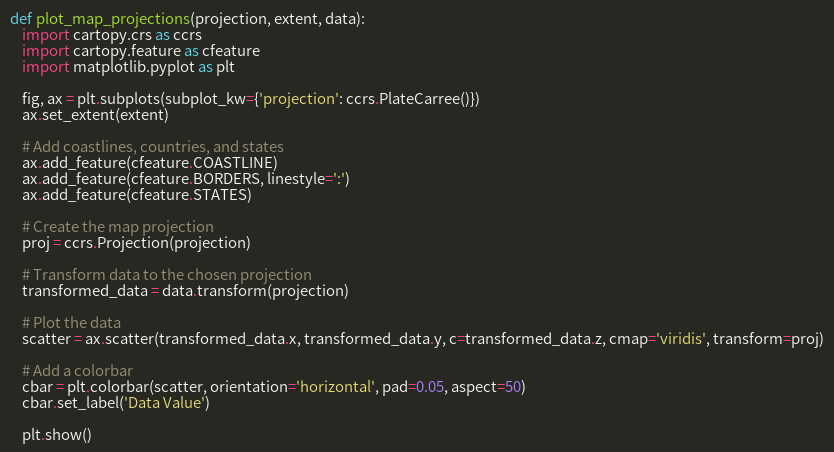 def plot_map_projections(projection, extent, data):
    import cartopy.crs as ccrs
    import cartopy.feature as cfeature
    import matplotlib.pyplot as plt

    fig, ax = plt.subplots(subplot_kw={'projection': ccrs.PlateCarree()})
    ax.set_extent(extent)

    # Add coastlines, countries, and states
    ax.add_feature(cfeature.COASTLINE)
    ax.add_feature(cfeature.BORDERS, linestyle=':')
    ax.add_feature(cfeature.STATES)

    # Create the map projection
    proj = ccrs.Projection(projection)

    # Transform data to the chosen projection
    transformed_data = data.transform(projection)

    # Plot the data
    scatter = ax.scatter(transformed_data.x, transformed_data.y, c=transformed_data.z, cmap='viridis', transform=proj)

    # Add a colorbar
    cbar = plt.colorbar(scatter, orientation='horizontal', pad=0.05, aspect=50)
    cbar.set_label('Data Value')

    plt.show()